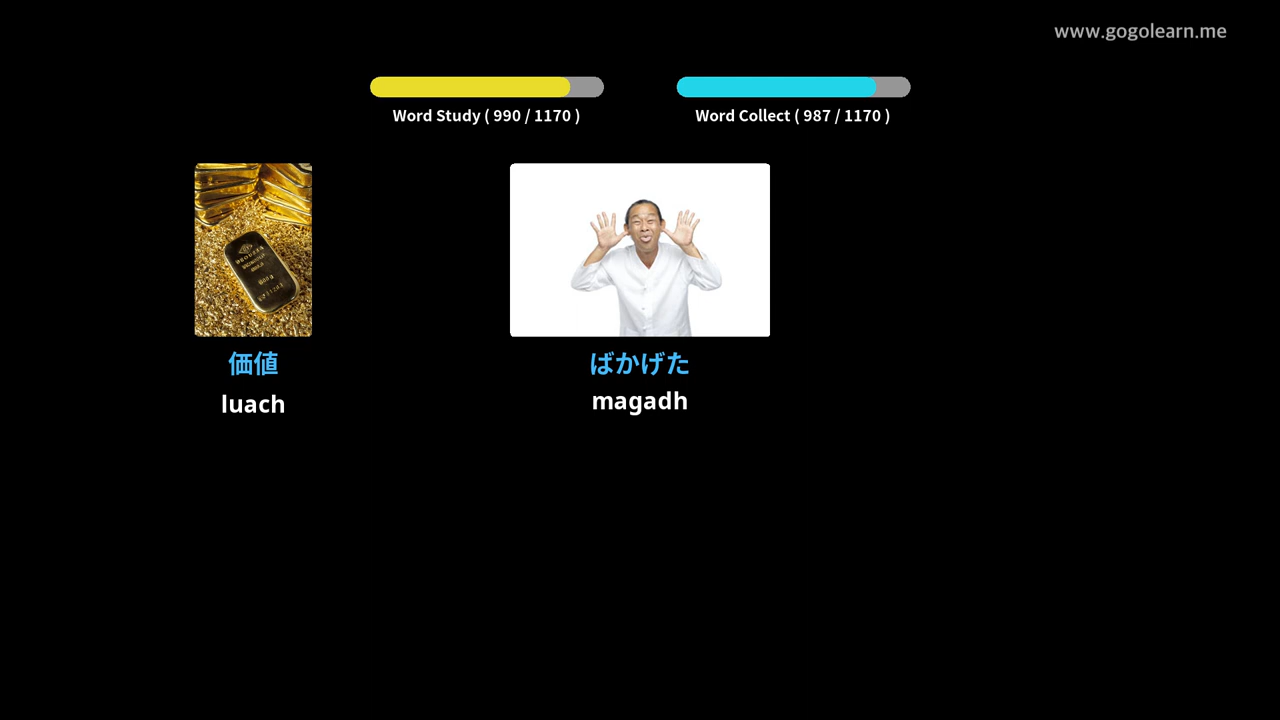 www.gogolearn.me
Word Study ( 990 / 1170 )
Word Collect ( 987 / 1170 )
価値
luach
ばかげた
magadh